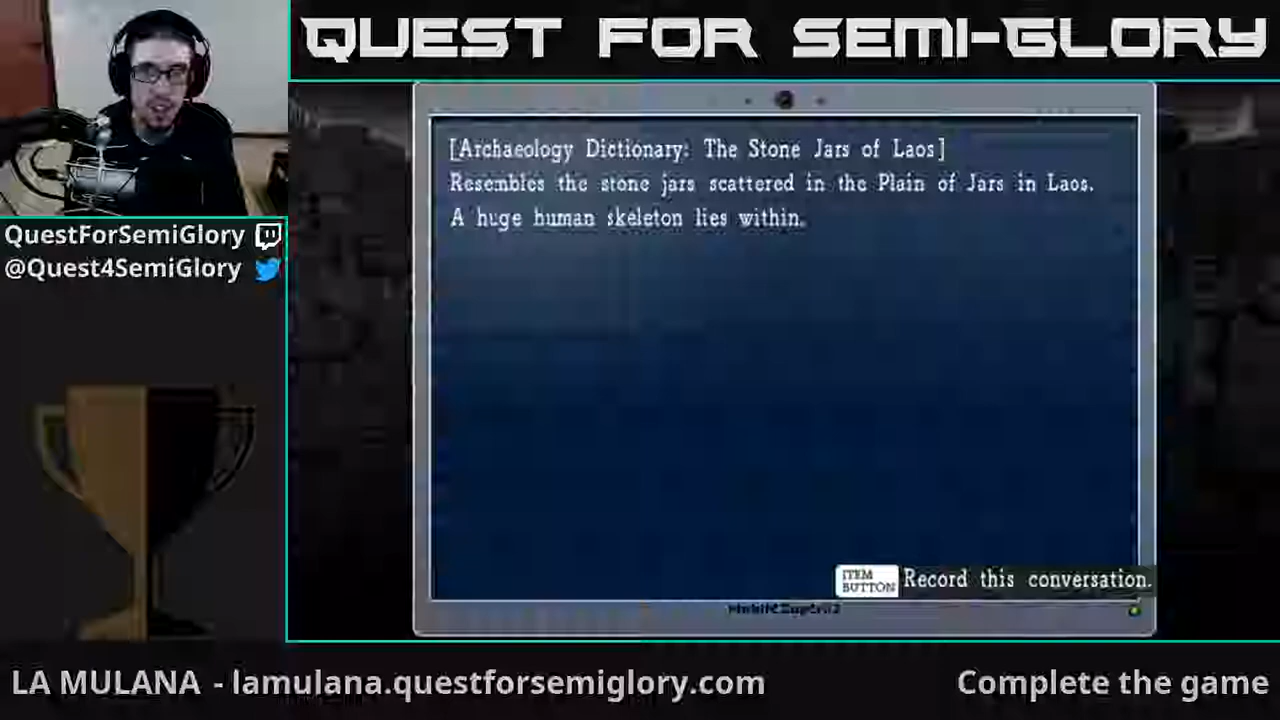 QUEST FOR SEMI-GLORY
QuestForSemiGlory
@Quest4SemiGlory
[Archaeology Dictionary: The Stone Jars of Laos]
Resembles the stone jars scattered in the Plain of Jars in Laos.
A huge human skeleton lies within.
ITEM
BUTTON
Record this conversation.
LA MULANA - lamulana.questforsemiglory.com
Complete the game